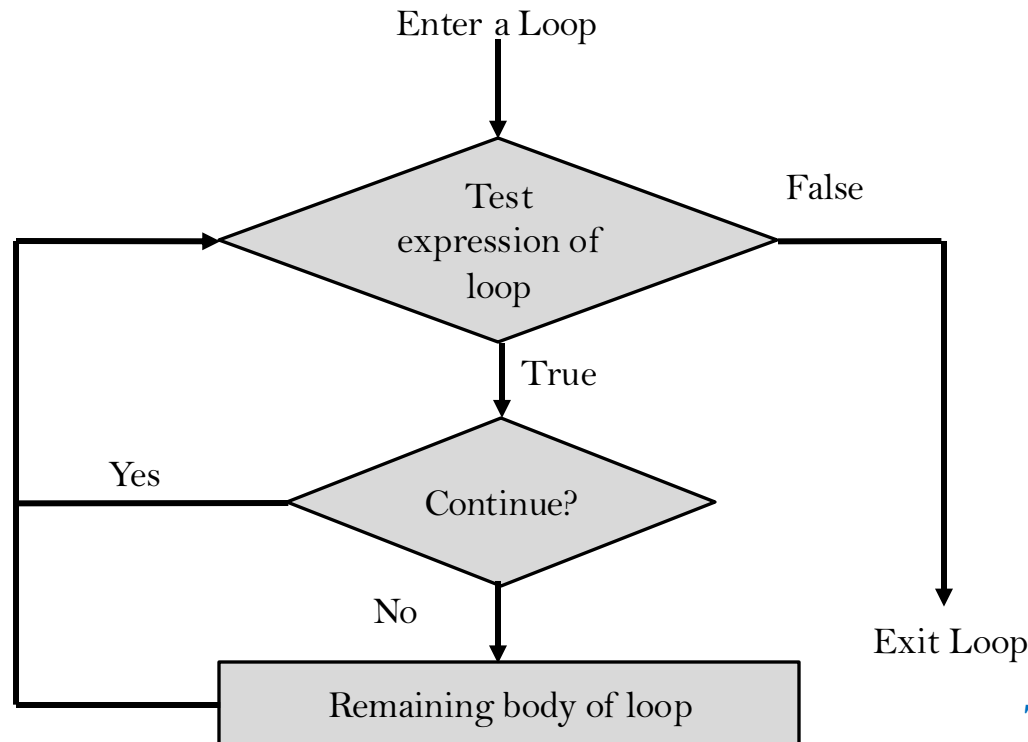 Enter a Loop
Test
expression of
loop
False
True
Yes
Continue?
No
Exit Loop
Remaining body of loop